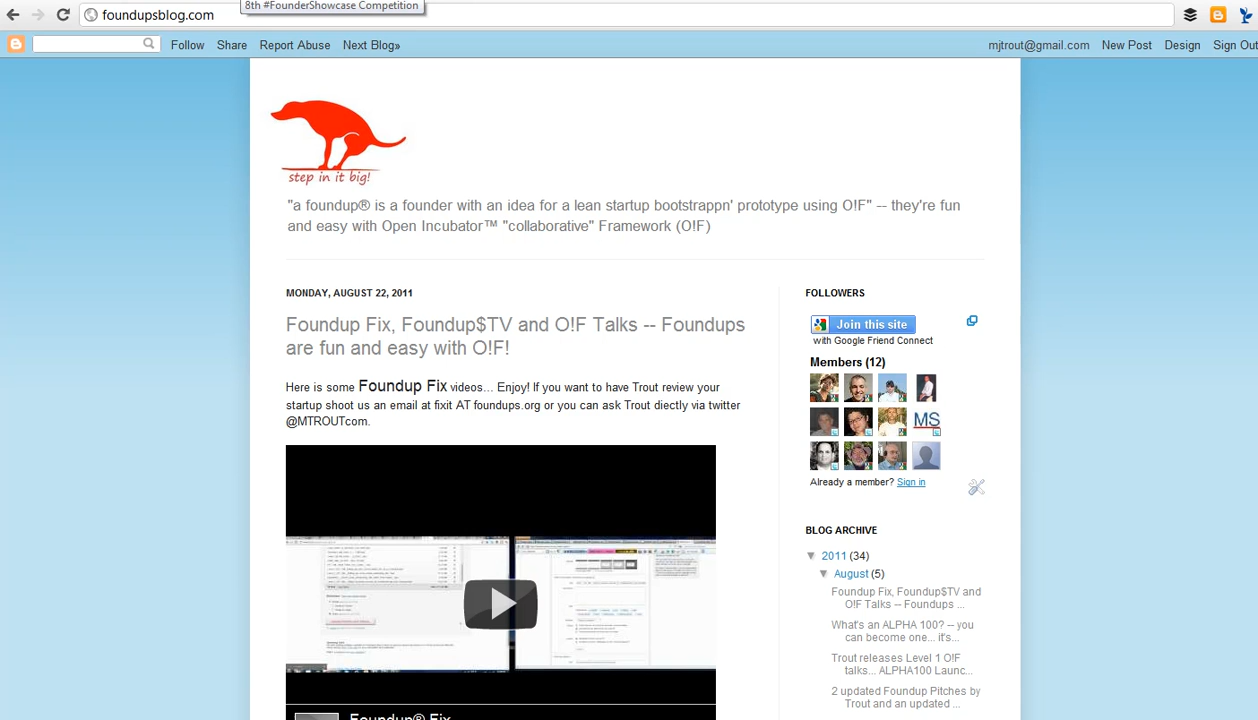 8th #FounderShowcase Competition
foundupsblog.com
Follow Share Report Abuse Next Blog»
mjtrout@gmail.com New Post Design Sign Out
step in it big!
"a foundup® is a founder with an idea for a lean startup bootstrappn' prototype using O!F" -- they're fun
and easy with Open Incubator™ "collaborative" Framework (O!F)
MONDAY, AUGUST 22, 2011
Foundup Fix, Foundup$TV and O!F Talks -- Foundups
are fun and easy with O!F!
Here is some Foundup Fix videos... Enjoy! If you want to have Trout review your
startup shoot us an email at fixit AT foundups.org or you can ask Trout diectly via twitter
@MTROUTcom.
Foundup® Fix
FOLLOWERS
Join this site
with Google Friend Connect
Members (12)
MS
Already a member? Sign in
BLOG ARCHIVE
▼ 2011 (34)
▼ August (5)
Foundup Fix, Foundup$TV and
O!F Talks -- Foundups ...
What's an ALPHA 100? -- you
can become one... it's...
Trout releases Level 1 O!F
talks... ALPHA100 Launc...
2 updated Foundup Pitches by
Trout and an updated ...